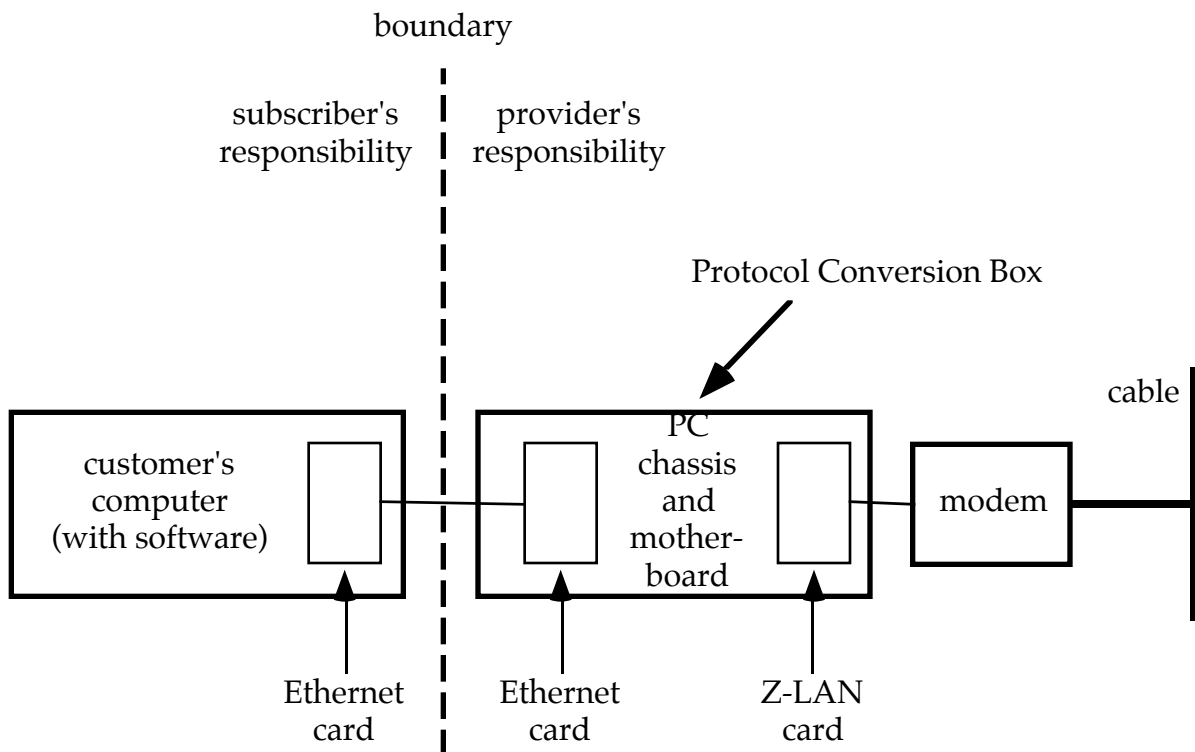 boundary
subscriber's
responsibility
provider's
responsibility
Protocol Conversion Box
cable
customer's
computer
(with software)
PC
chassis
and
mother-
board
modem
Ethernet
card
Ethernet
card
Z-LAN
card